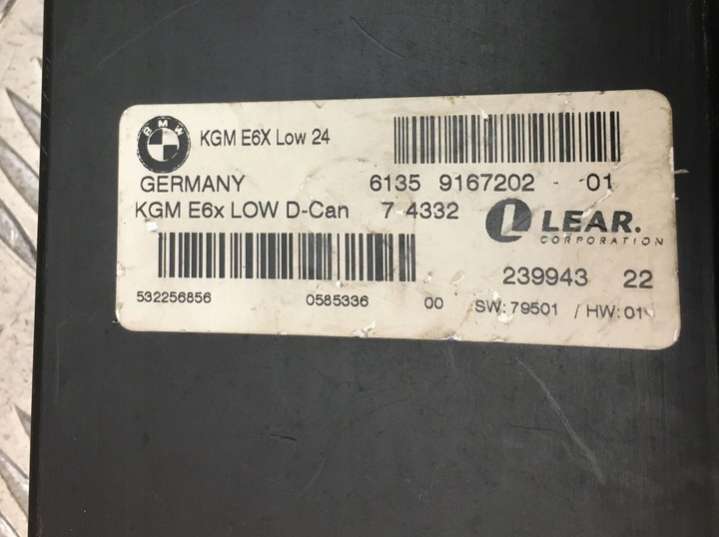 BMW
KGM E6X Low 24
GERMANY 6135 9167202 - 01
KGM E6x LOW D-Can 7 4332
LEAR.
CORPORATION
239943 22
532256856 0585336 00 SW:79501 / HW:01